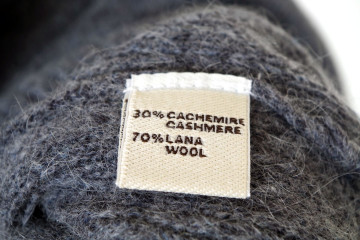 30% CACHEMIRE
CASHMERE
70% LANA
WOOL